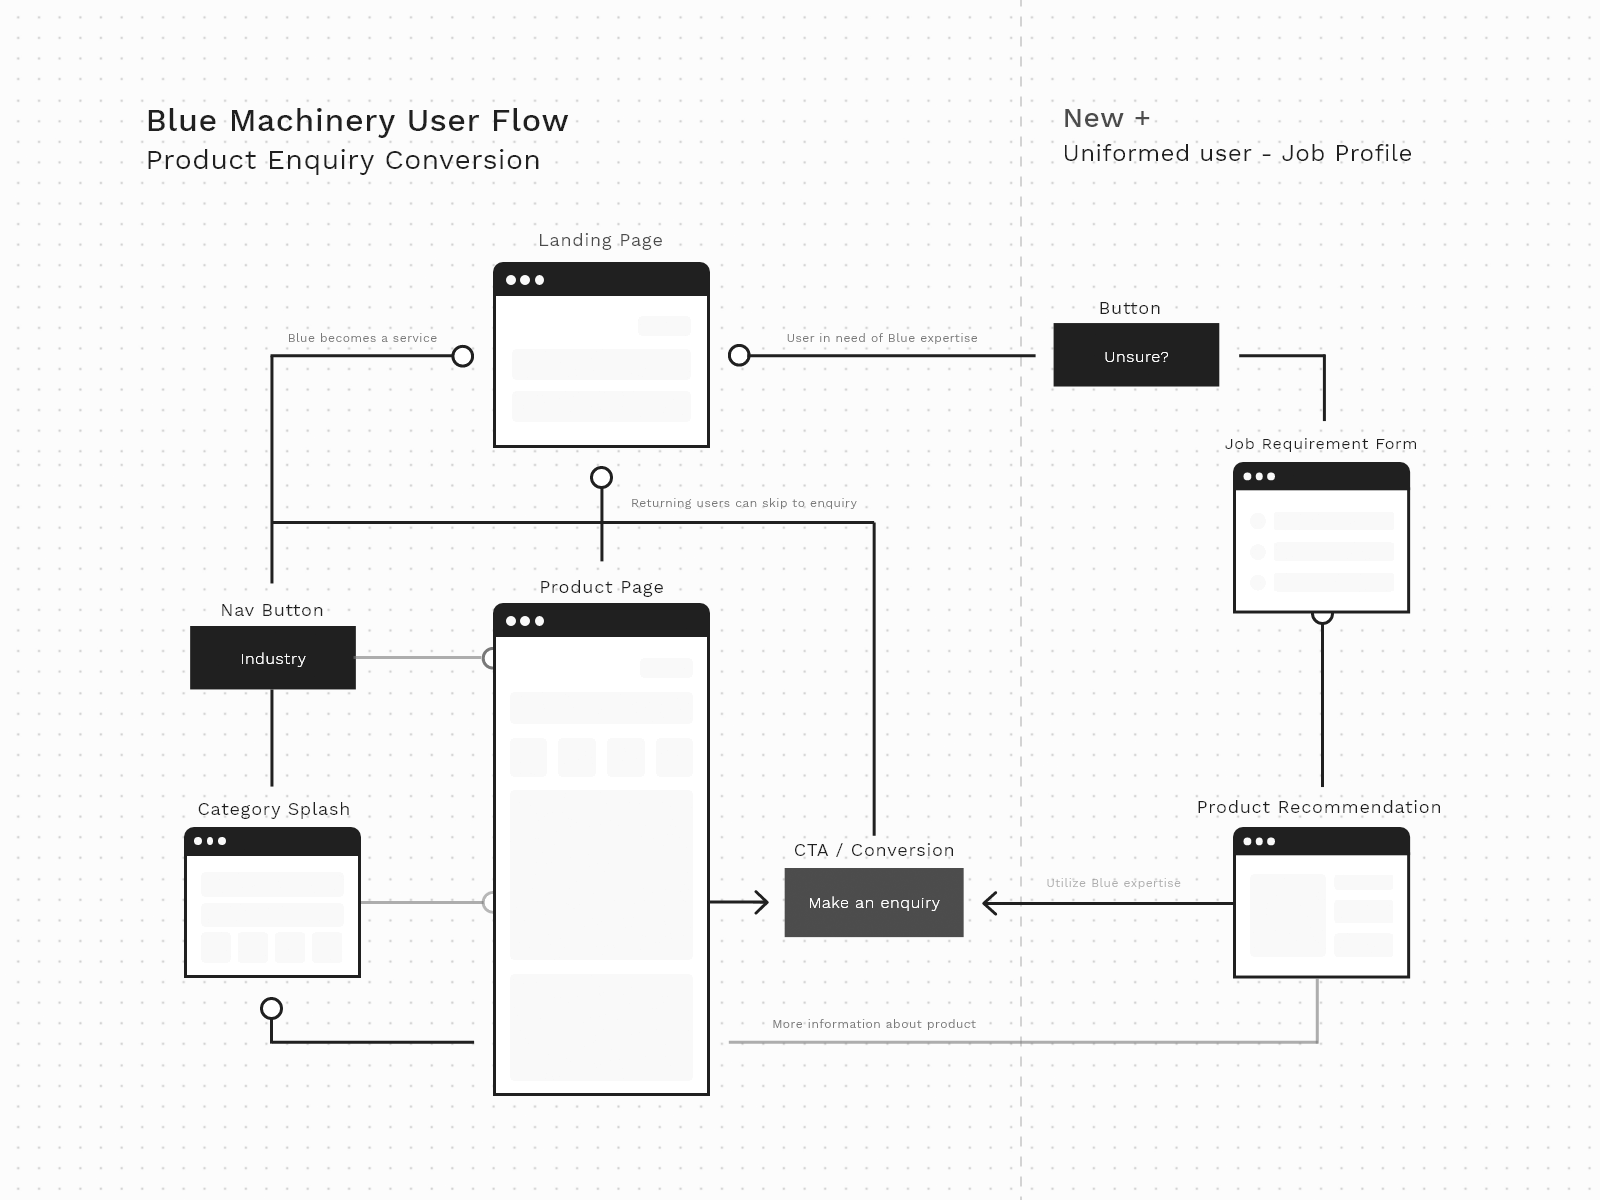 Blue Machinery User Flow
Product Enquiry Conversion
New +
Uniformed user - Job Profile
Landing Page
Blue becomes a service
User in need of Blue expertise
Button
Unsure?
Job Requirement Form
Returning users can skip to enquiry
Product Page
Nav Button
Industry
Category Splash
Product Recommendation
CTA / Conversion
Make an enquiry
Utilize Blue expertise
More information about product